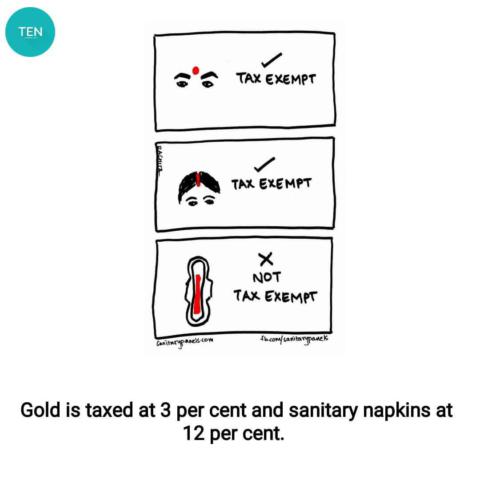 TEN
TAX EXEMPT
TAX EXEMPT
NOT
TAX EXEMPT
sanitarypanels.com
fb.com/sanitarypanels
Gold is taxed at 3 per cent and sanitary napkins at
12 per cent.